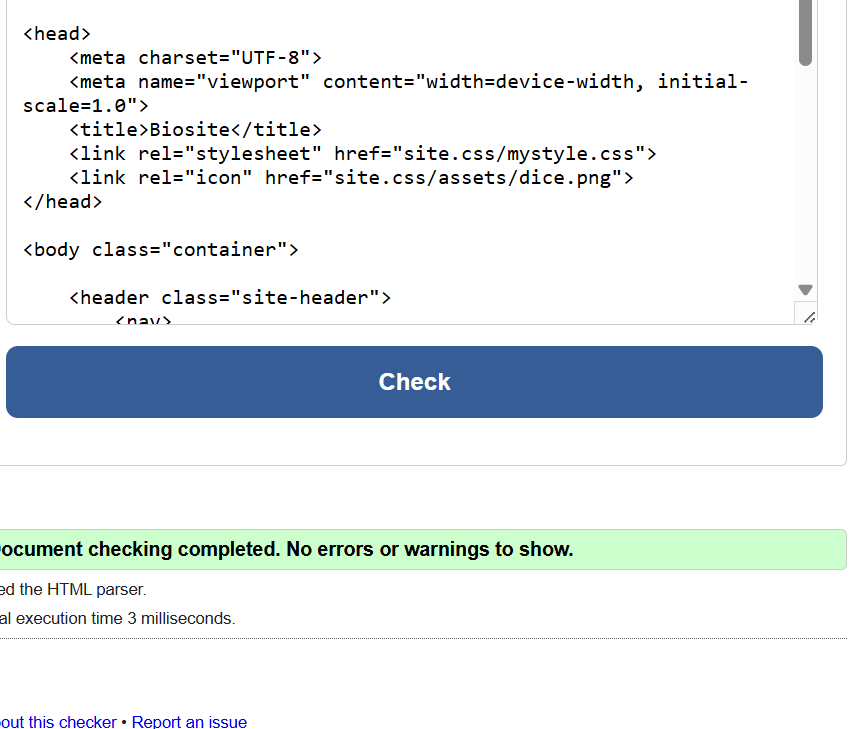 <head>
    <meta charset="UTF-8">
    <meta name="viewport" content="width=device-width, initial-
scale=1.0">
    <title>Biosite</title>
    <link rel="stylesheet" href="site.css/mystyle.css">
    <link rel="icon" href="site.css/assets/dice.png">
</head>
<body class="container">
    <header class="site-header">
        <nav>
Check
ocument checking completed. No errors or warnings to show.
ed the HTML parser.
al execution time 3 milliseconds.
out this checker • Report an issue